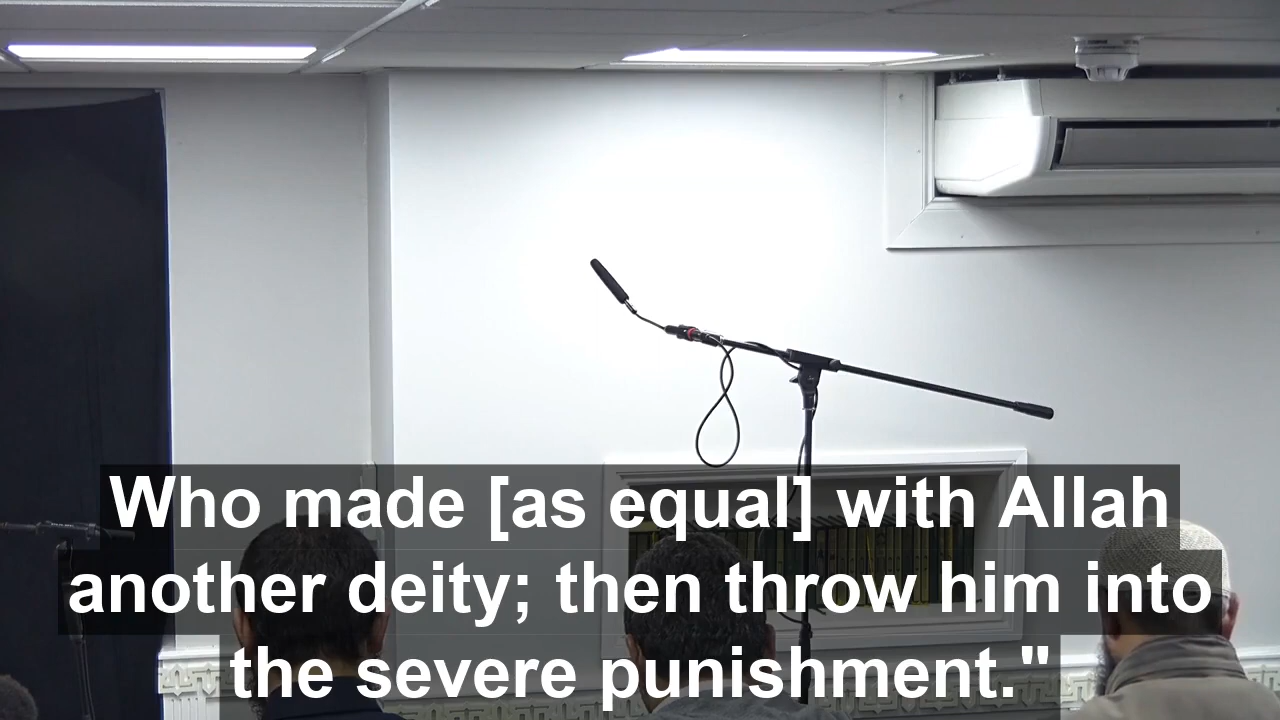 Who made [as equal] with Allah
another deity; then throw him into
the severe punishment."